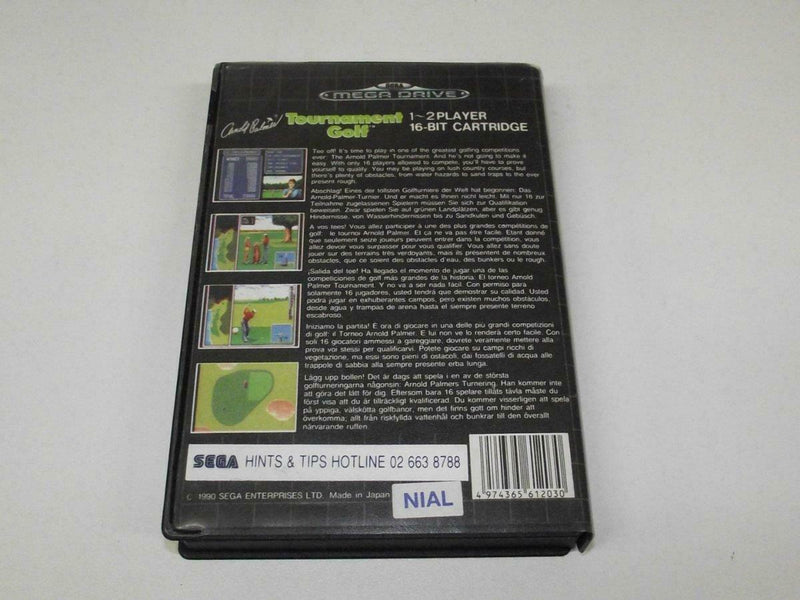 SEGA
MEGA DRIVE
Arnold Palmer
Tournament
Golf™
1~2 PLAYER
16-BIT CARTRIDGE
Tee off! It's time to play in one of the greatest golfing competitions
ever: The Arnold Palmer Tournament. And he's not going to make it
easy. With only 16 players allowed to compete, you'll have to prove
yourself to qualify. You may be playing on lush country courses, but
there's plenty of obstacles, from water hazards to sand traps to the ever
present rough.
Abschlag! Eines der tollsten Golfturniere der Welt hat begonnen: Das
Arnold-Palmer-Turnier. Und er macht es Ihnen nicht leicht. Mit nur 16 zur
Teilnahme zugelassenen Spielern müssen Sie sich zur Qualifikation
beweisen. Zwar spielen Sie auf grünen Landplätzen, aber es gibt genug
Hindernisse, von Wasserhindernissen bis zu Sandkulen und Gebüsch.
A vos tees! Vous allez participer à une des plus grandes compétitions de
golf: le tournoi Arnold Palmer. Et ça ne va pas être facile. Etant donné
que seulement seize joueurs peuvent entrer dans la compétition, vous
allez devoir vous surpasser pour vous qualifier. Vous allez sans doute
jouer sur des terrains très verdoyants, mais ils présentent de nombreux
obstacles, que ce soient des obstacles d'eau, des bunkers ou le rough.
¡Salida del tee! Ha llegado el momento de jugar una de las
competiciones de golf más grandes de la historia. El torneo Arnold
Palmer Tournament. Y no va a ser nada fácil. Con permiso para
solamente 16 jugadores, usted tendrá que demostrar su calidad. Usted
podrá jugar en exhuberantes campos, pero existen muchos obstáculos,
desde agua y trampas de arena hasta el siempre presente terreno
escabroso.
Iniziamo la partita! È ora di giocare in una delle più grandi competizioni
di golf: il Torneo Arnold Palmer. E lui non ve lo renderà certo facile. Con
soli 16 giocatori ammessi a gareggiare, dovrete veramente mettervi alla
prova voi stessi per qualificarvi. Potete giocare su campi ricchi di
vegetazione, ma essi sono pieni di ostacoli, dai fossatelli di acqua alle
trappole di sabbia alla sempre presente erba lunga.
Lägg upp bollen! Det är dags att spela i en av de största
golfturneringarna någonsin: Arnold Palmers Turnering. Han kommer inte
att göra det lätt för dig. Eftersom bara 16 spelare tillåts tävla måste du
först visa att du är tillräckligt kvalificerad. Du kommer visserligen att spela
på yppiga, välskötta golfbanor, men det finns gott om hinder att
överkomma; allt från riskfyllda vattenhål och bunkrar till den överallt
närvarande ruffen.
SEGA HINTS & TIPS HOTLINE 02 663 8788
© 1990 SEGA ENTERPRISES LTD. Made in Japan
NIAL
4 974365 612030